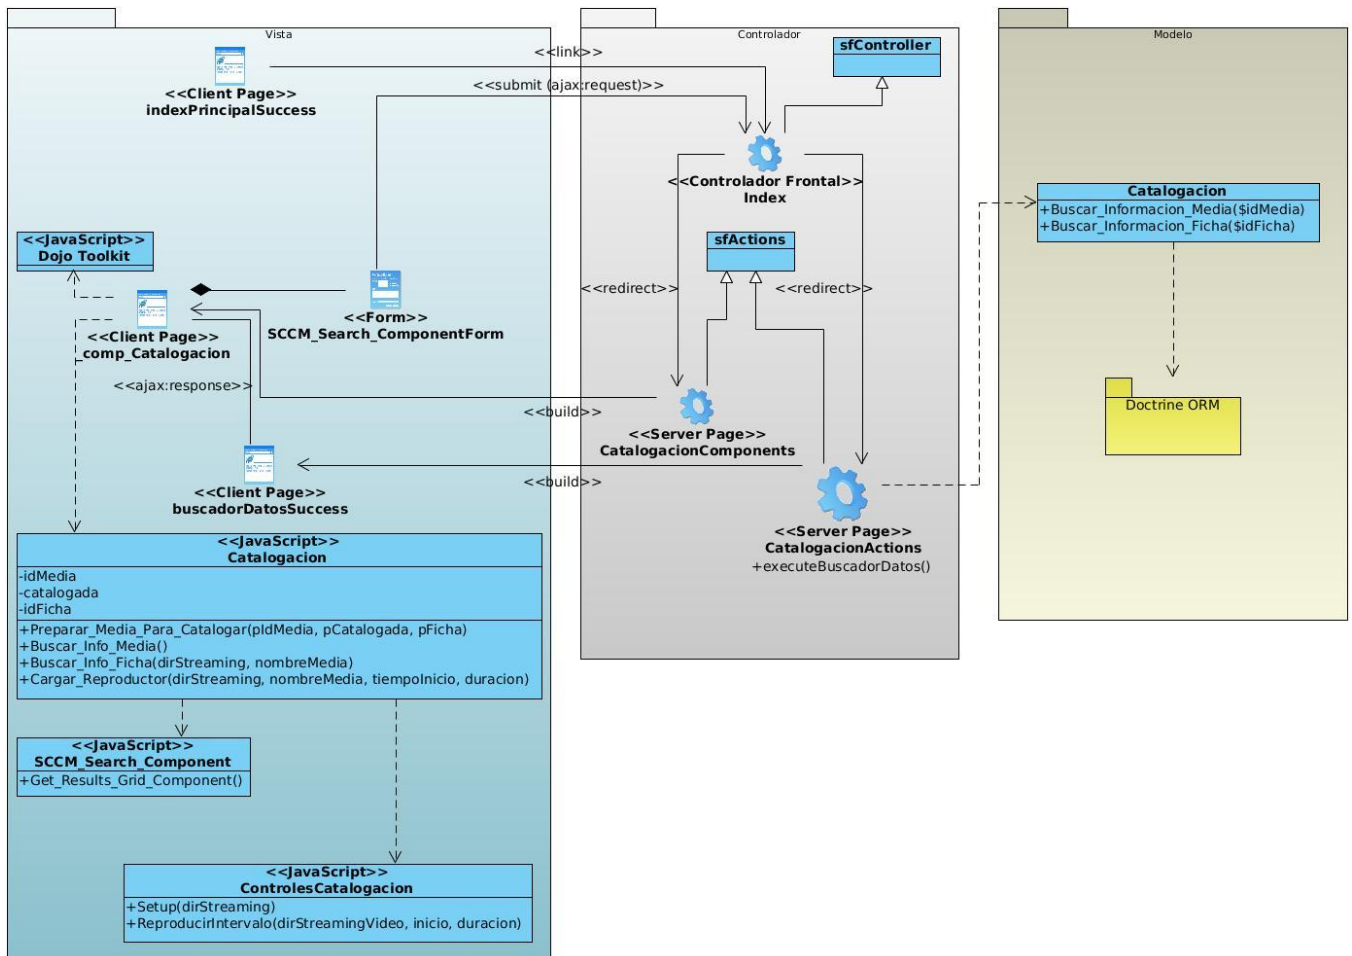 Vista
<<Client Page>>
indexPrincipalSuccess
<<JavaScript>>
Dojo Toolkit
<<Client Page>>
_comp_Catalogacion
<<Form>>
SCCM_Search_ComponentForm
<<ajax:response>>
<<Client Page>>
buscadorDatosSuccess
<<JavaScript>>
Catalogacion
-idMedia
-catalogada
-idFicha
+Preparar_Media_Para_Catalogar(pIdMedia, pCatalogada, pFicha)
+Buscar_Info_Media()
+Buscar_Info_Ficha(dirStreaming, nombreMedia)
+Cargar_Reproductor(dirStreaming, nombreMedia, tiempoInicio, duracion)
<<JavaScript>>
SCCM_Search_Component
+Get_Results_Grid_Component()
<<JavaScript>>
ControlesCatalogacion
+Setup(dirStreaming)
+ReproducirIntervalo(dirStreamingVideo, inicio, duracion)
<<link>>
<<submit (ajax:request)>>
Controlador
sfController
<<Controlador Frontal>>
Index
sfActions
<<redirect>>
<<redirect>>
<<build>>
<<Server Page>>
CatalogacionComponents
<<build>>
<<Server Page>>
CatalogacionActions
+executeBuscadorDatos()
Modelo
Catalogacion
+Buscar_Informacion_Media($idMedia)
+Buscar_Informacion_Ficha($idFicha)
Doctrine ORM